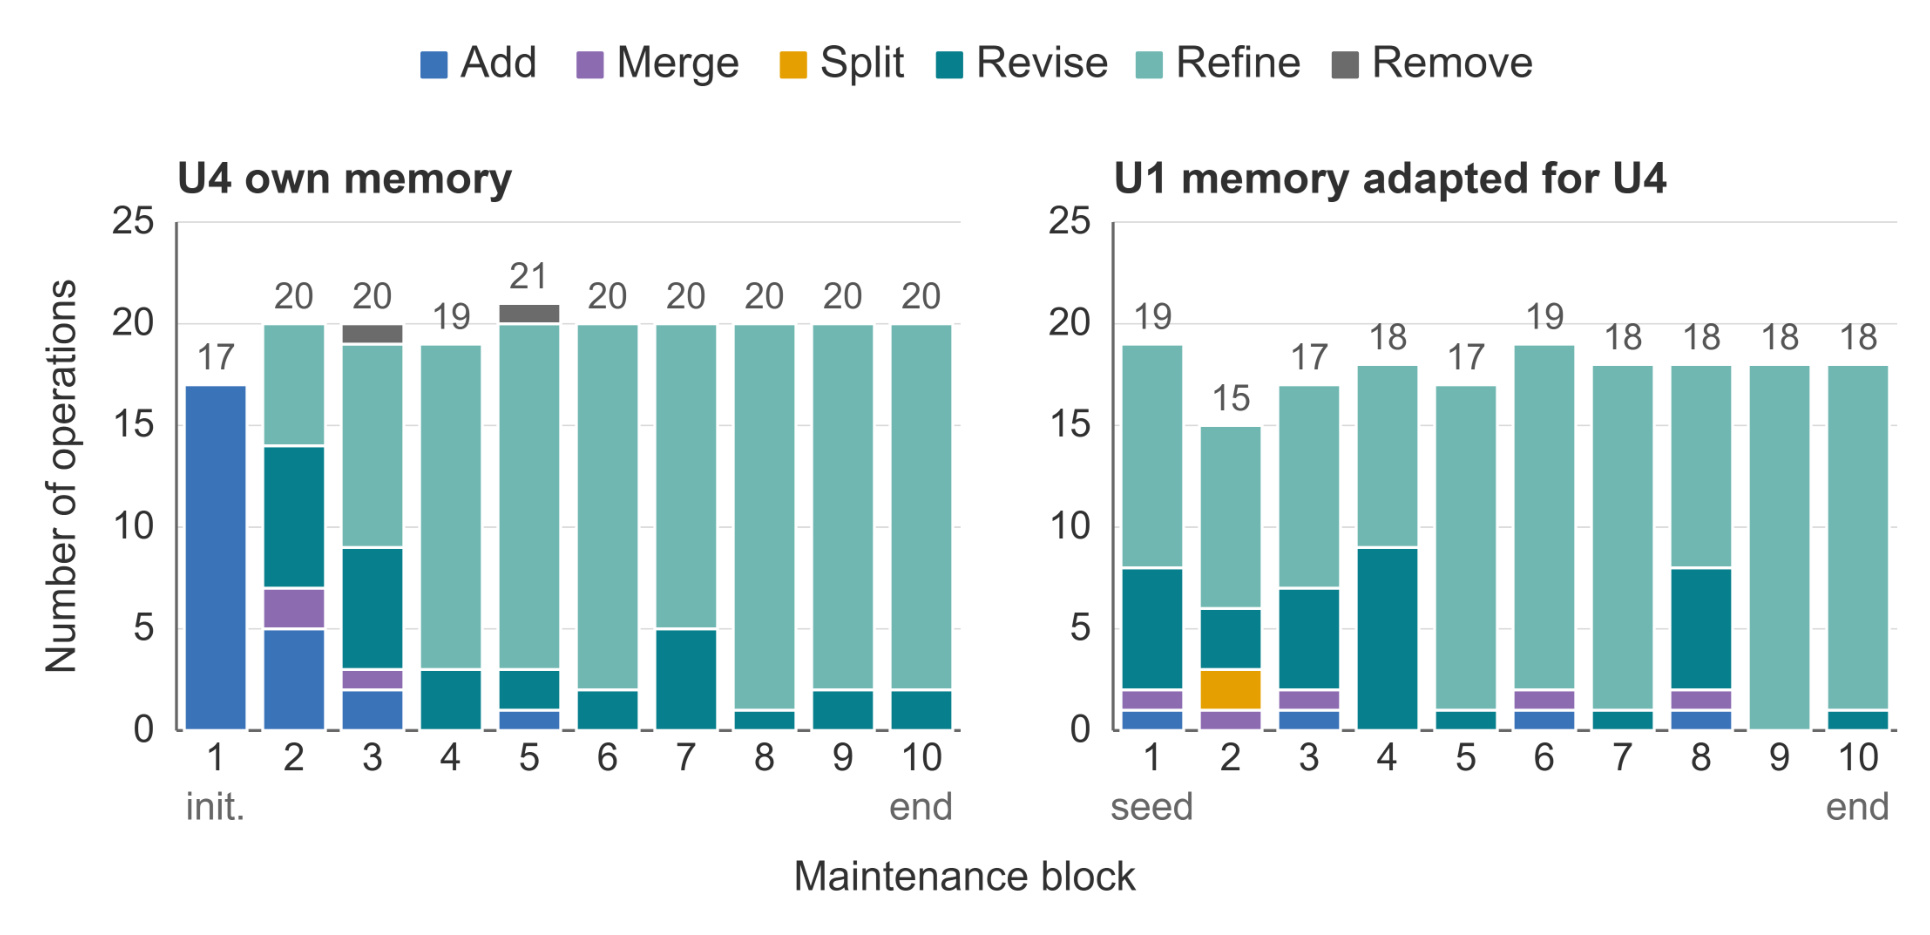 Add Merge Split Revise Refine Remove
U4 own memory
Number of operations
25
20
15
10
5
0
17 20 20 19 21 20 20 20 20 20
1 2 3 4 5 6 7 8 9 10
init. end
U1 memory adapted for U4
25
20
15
10
5
0
19 15 17 18 17 19 18 18 18 18
1 2 3 4 5 6 7 8 9 10
seed end
Maintenance block